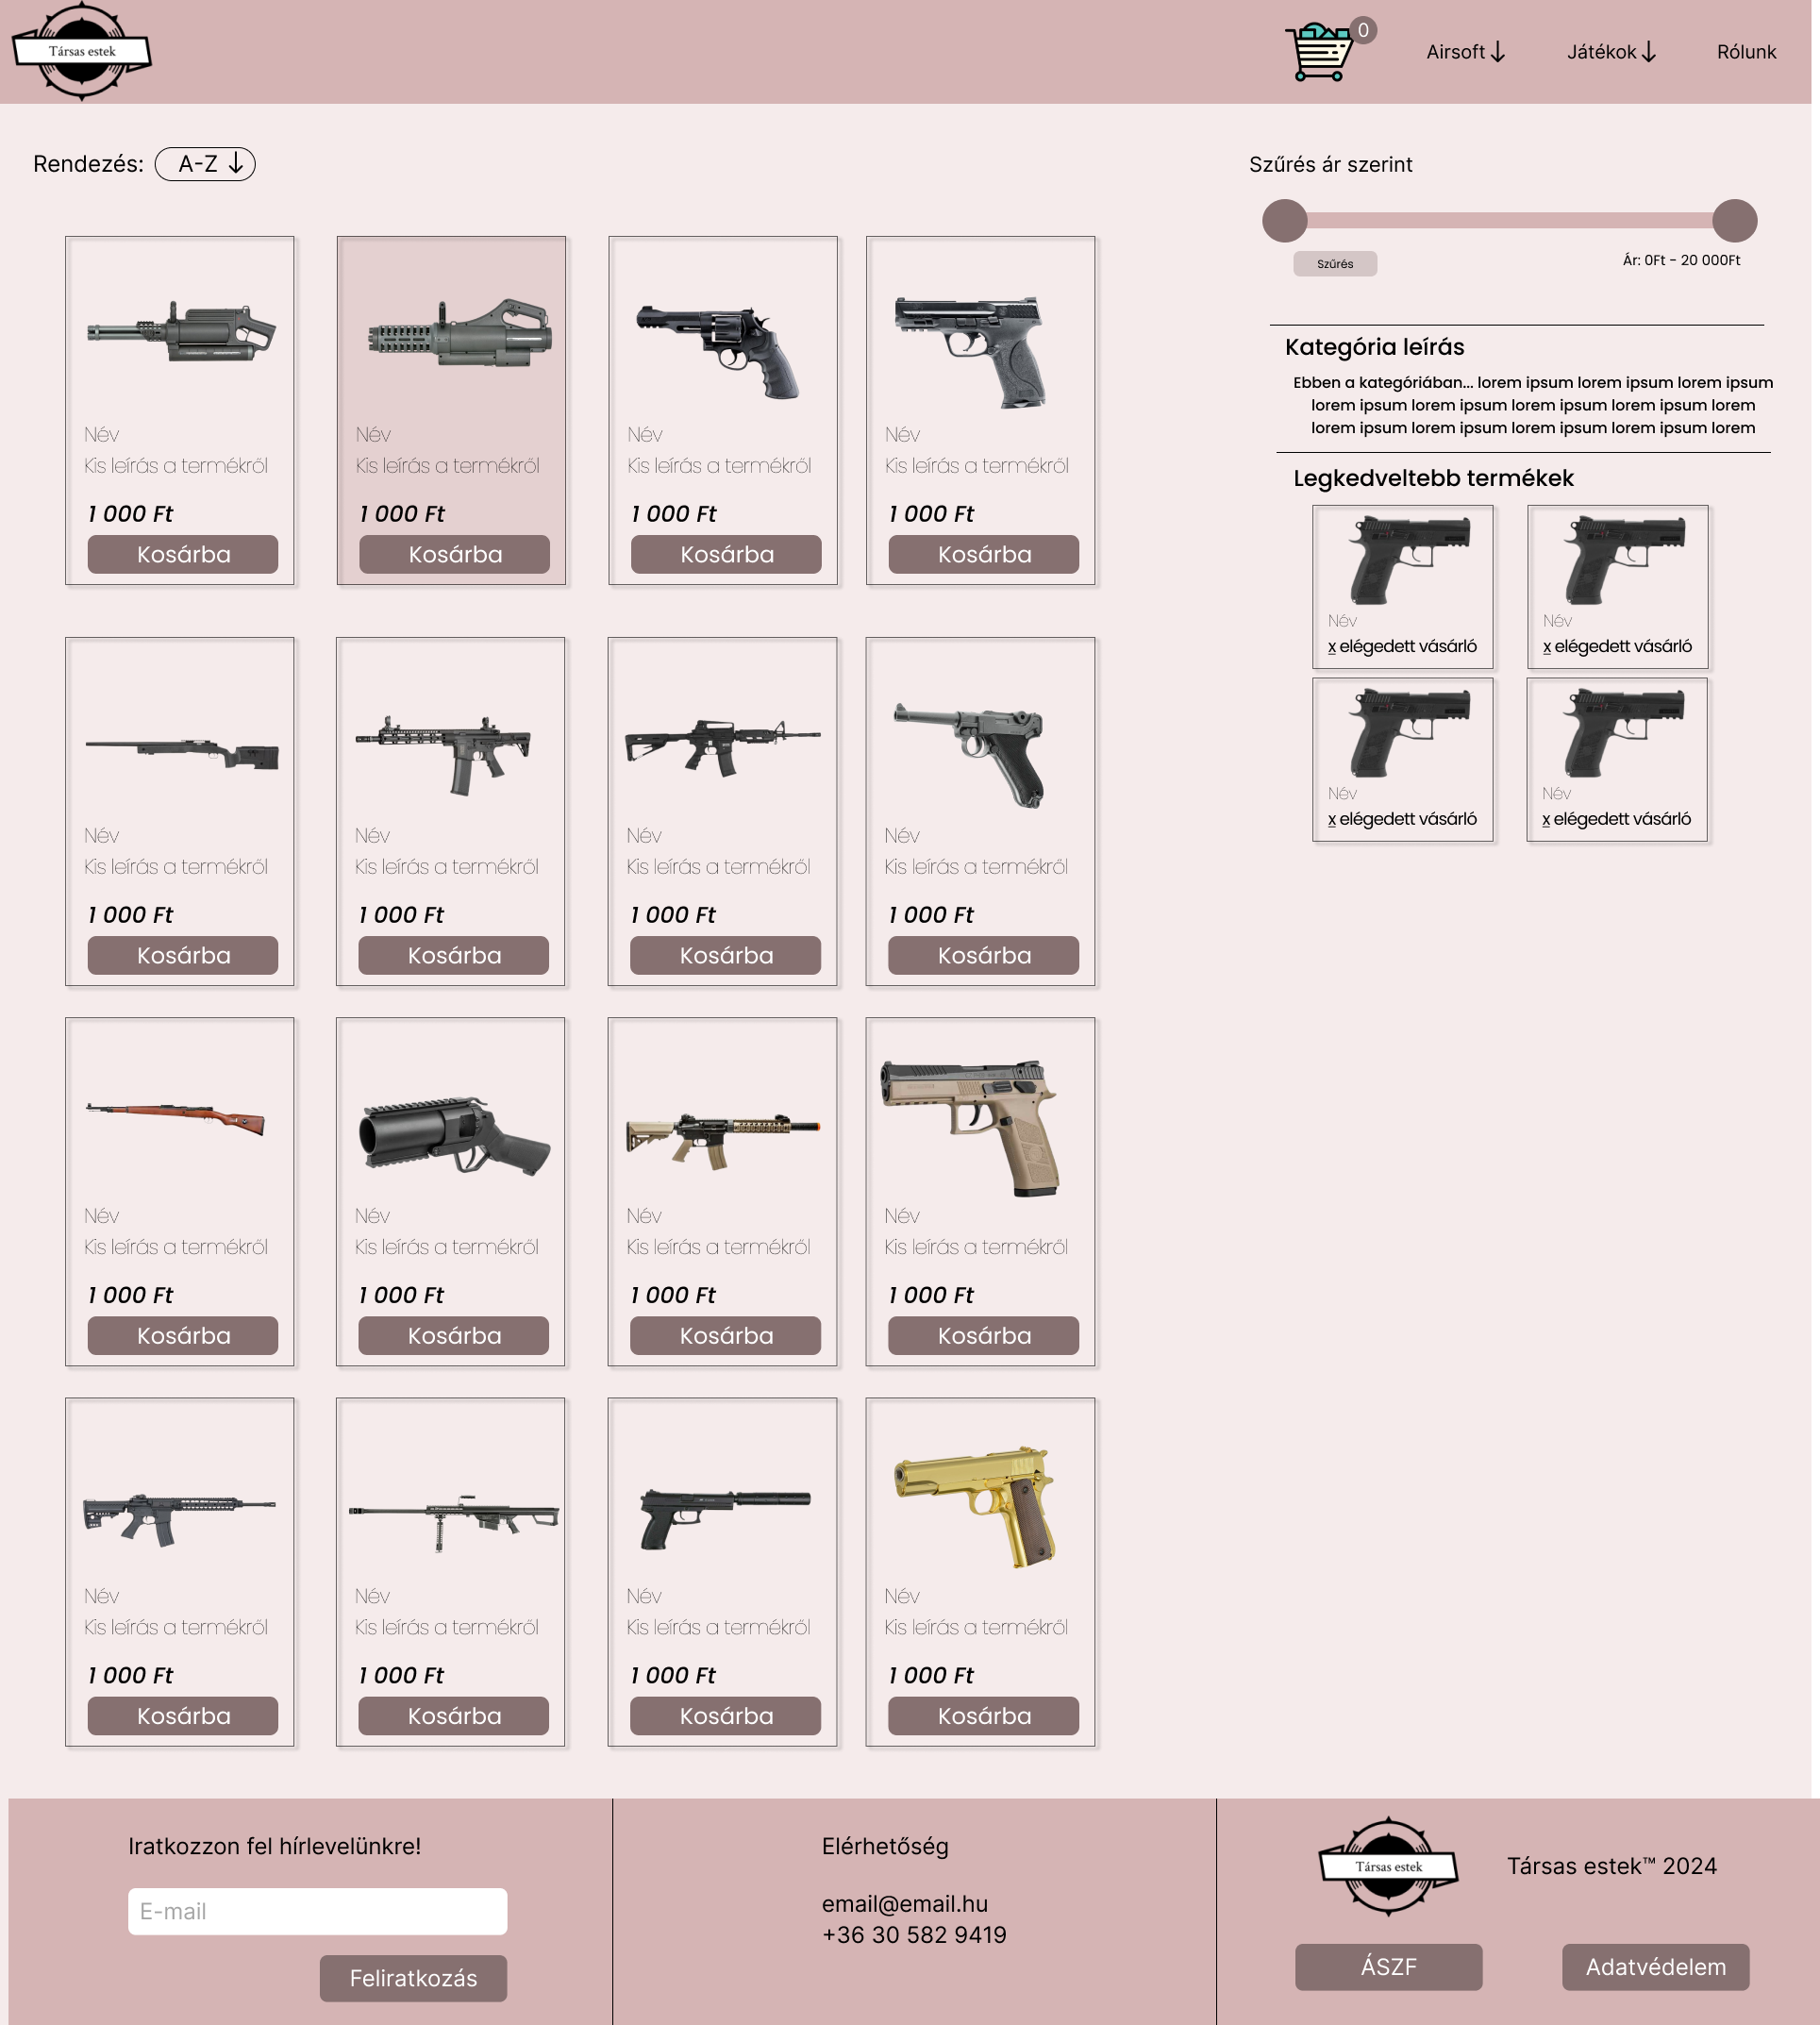 Társas estek
0
Airsoft
Játékok
Rólunk
Rendezés:
A-Z
Szűrés ár szerint
Szűrés
Ár: 0Ft - 20 000Ft
Név
Kis leírás a termékről
1 000 Ft
Kosárba
Név
Kis leírás a termékről
1 000 Ft
Kosárba
Név
Kis leírás a termékről
1 000 Ft
Kosárba
Név
Kis leírás a termékről
1 000 Ft
Kosárba
Kategória leírás
Ebben a kategóriában... lorem ipsum lorem ipsum lorem ipsum
lorem ipsum lorem ipsum lorem ipsum lorem ipsum lorem
lorem ipsum lorem ipsum lorem ipsum lorem ipsum lorem
Legkedveltebb termékek
Név
x elégedett vásárló
Név
x elégedett vásárló
Név
x elégedett vásárló
Név
x elégedett vásárló
Név
Kis leírás a termékről
1 000 Ft
Kosárba
Név
Kis leírás a termékről
1 000 Ft
Kosárba
Név
Kis leírás a termékről
1 000 Ft
Kosárba
Név
Kis leírás a termékről
1 000 Ft
Kosárba
Név
Kis leírás a termékről
1 000 Ft
Kosárba
Név
Kis leírás a termékről
1 000 Ft
Kosárba
Név
Kis leírás a termékről
1 000 Ft
Kosárba
Név
Kis leírás a termékről
1 000 Ft
Kosárba
Név
Kis leírás a termékről
1 000 Ft
Kosárba
Név
Kis leírás a termékről
1 000 Ft
Kosárba
Név
Kis leírás a termékről
1 000 Ft
Kosárba
Név
Kis leírás a termékről
1 000 Ft
Kosárba
Iratkozzon fel hírlevelünkre!
E-mail
Feliratkozás
Elérhetőség
email@email.hu
+36 30 582 9419
Társas estek
Társas estek™ 2024
ÁSZF
Adatvédelem